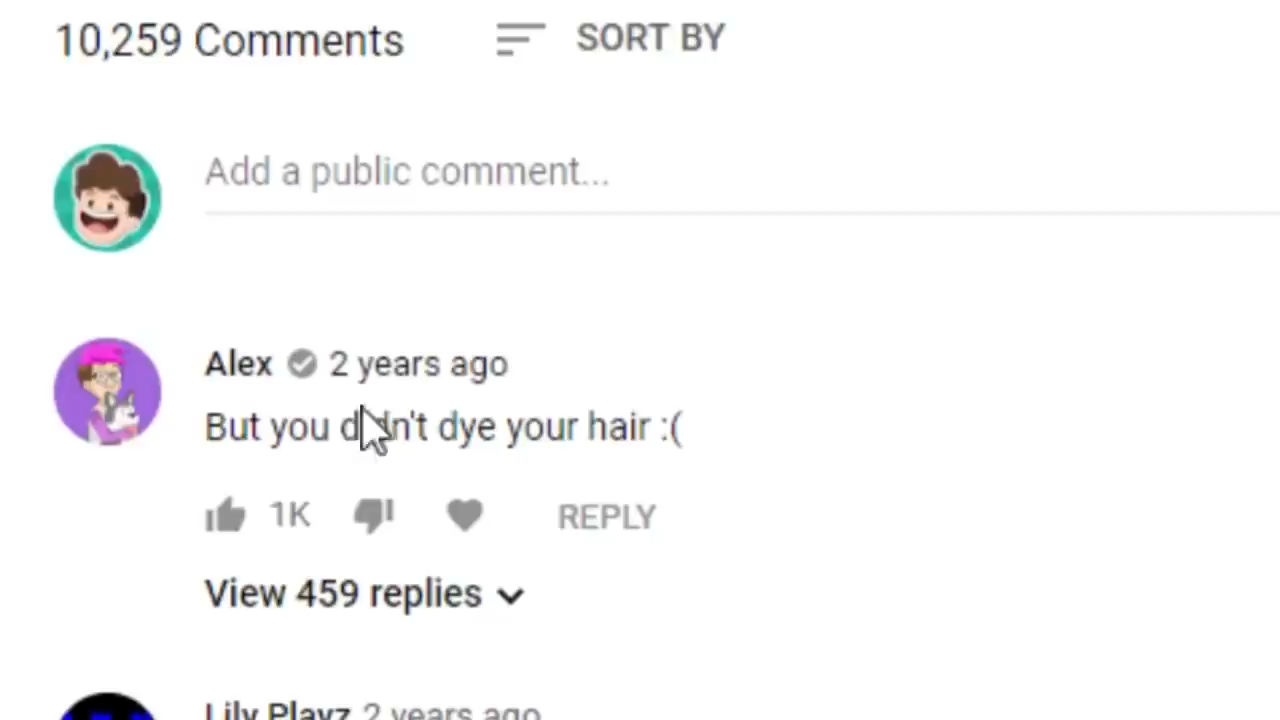 10,259 Comments SORT BY
Add a public comment...
Alex 2 years ago
But you didn't dye your hair :(
1K REPLY
View 459 replies
Lily Playz 2 years ago